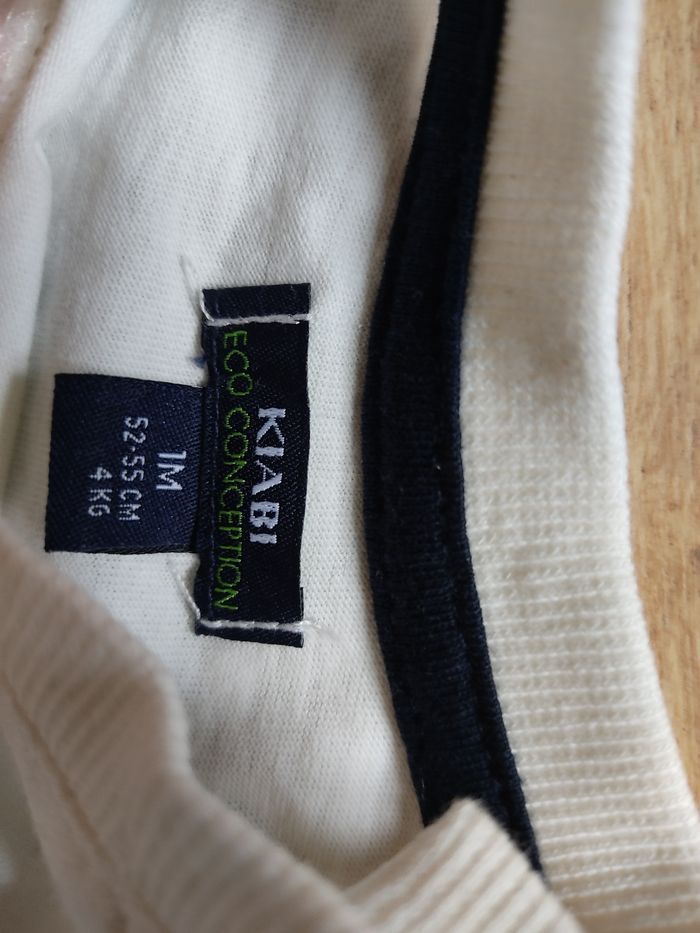 KIABI
ECO CONCEPTION
1M
52-55 CM
4 KG